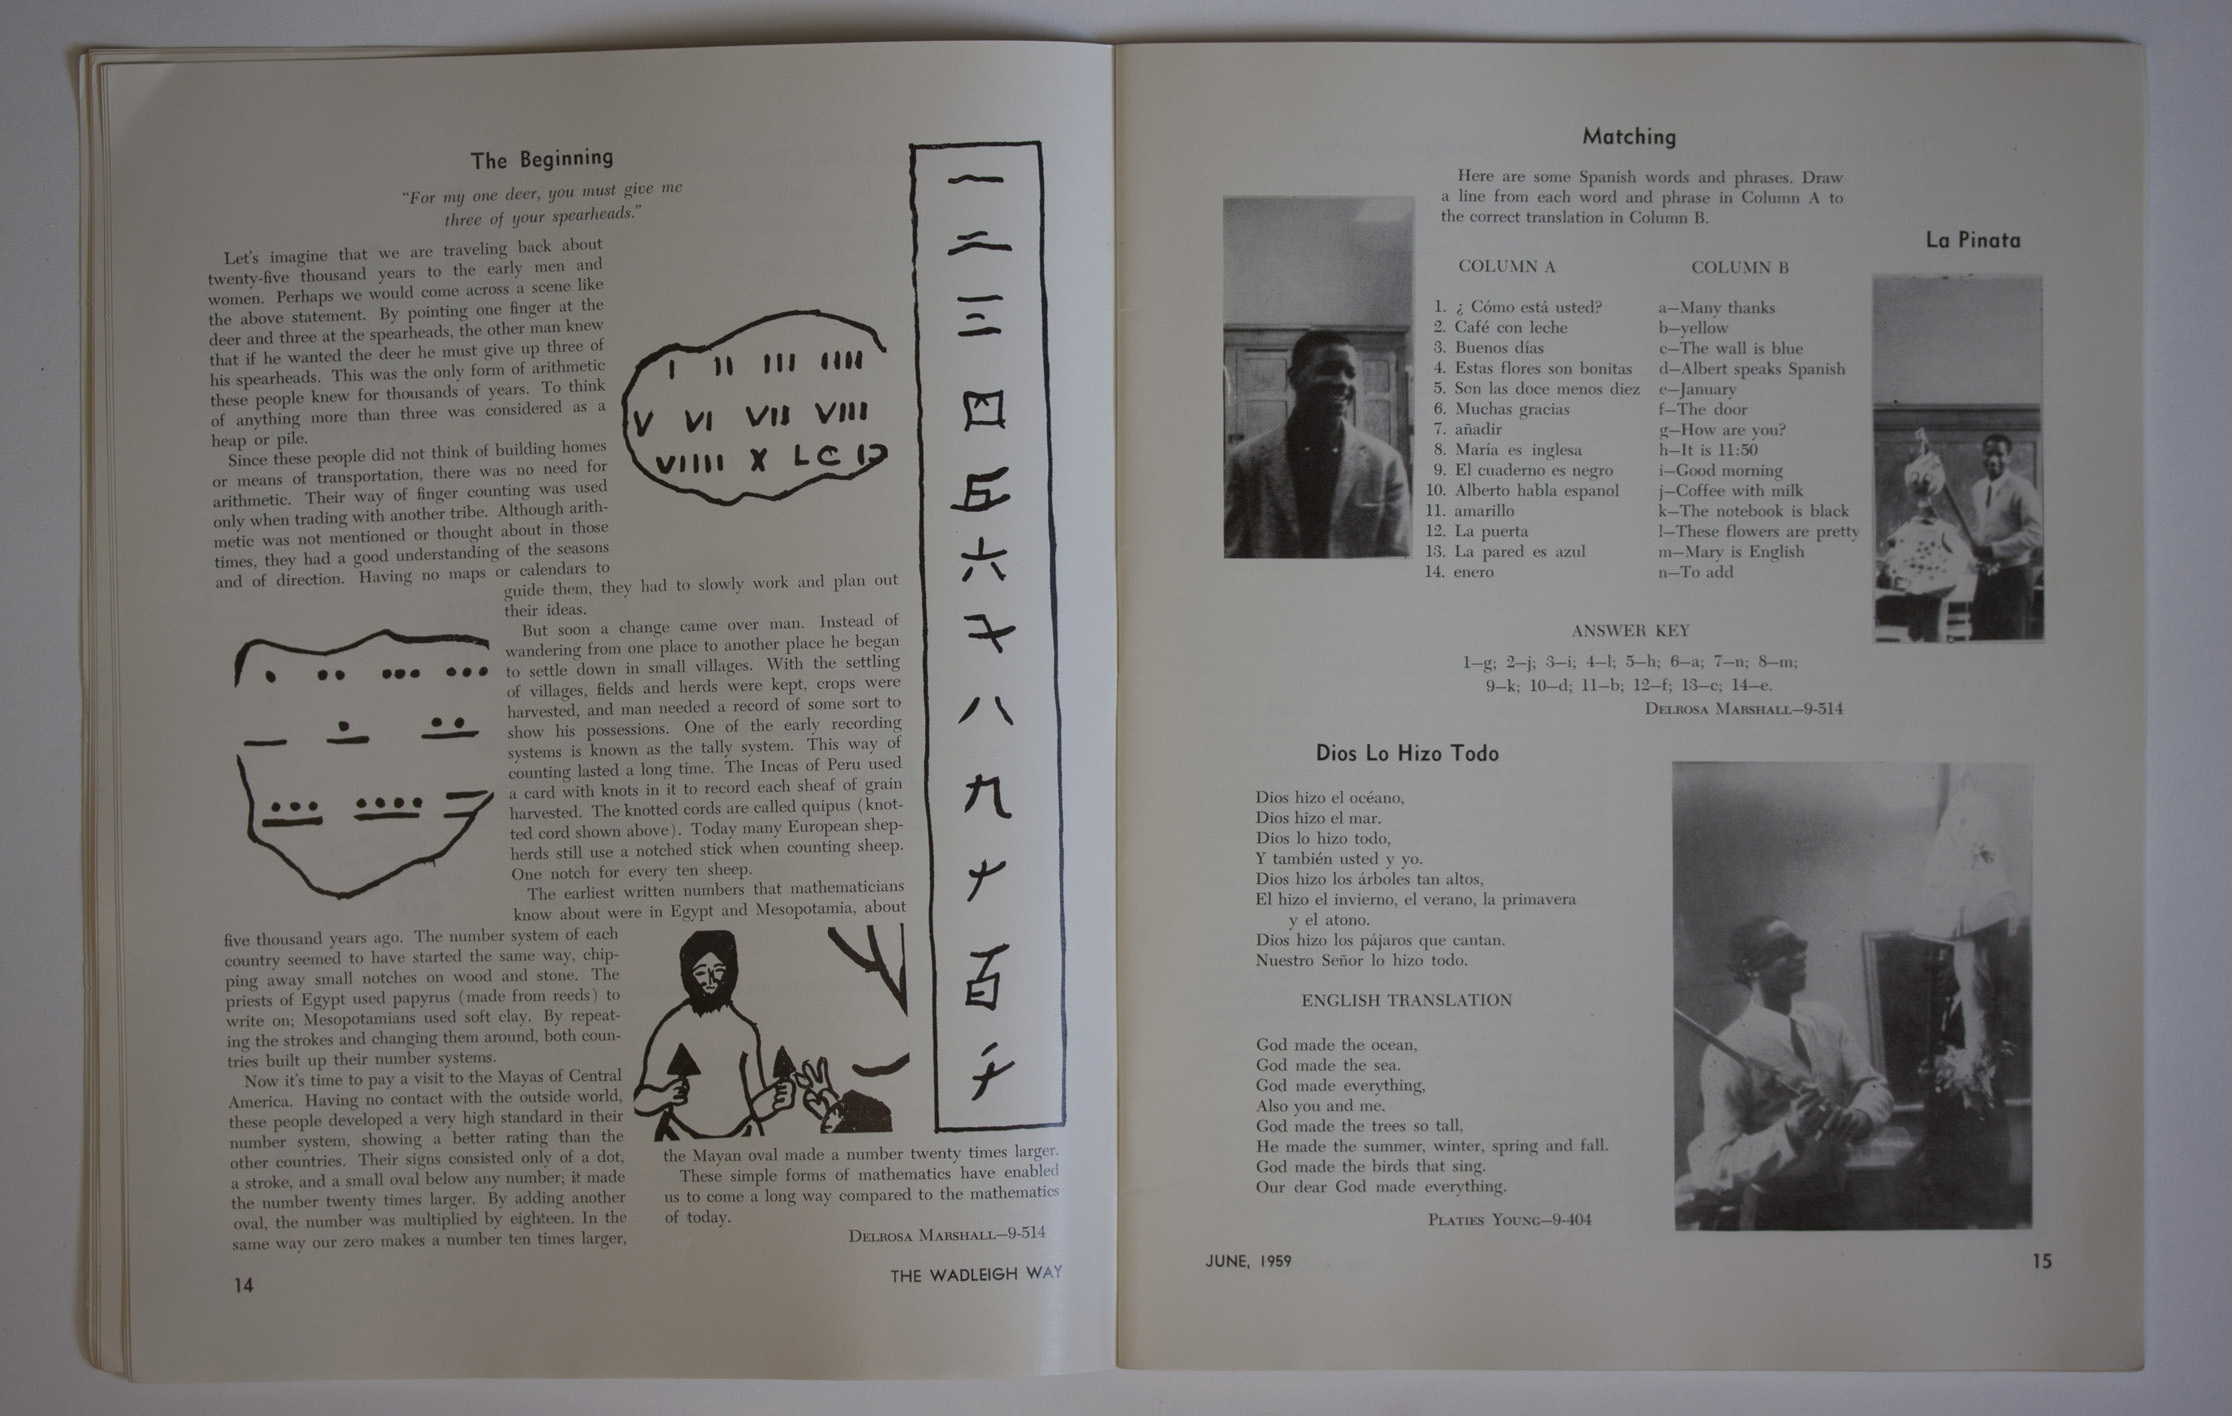 The Beginning
"For my one deer, you must give me
three of your spearheads."
Let's imagine that we are traveling back about
twenty-five thousand years to the early men and
women. Perhaps we would come across a scene like
the above statement. By pointing one finger at the
deer and three at the spearheads, the other man knew
that if he wanted the deer he must give up three of
his spearheads. This was the only form of arithmetic
these people knew for thousands of years. To think
of anything more than three was considered as a
heap or pile.
Since these people did not think of building homes
or means of transportation, there was no need for
arithmetic. Their way of finger counting was used
only when trading with another tribe. Although arith-
metic was not mentioned or thought about in those
times, they had a good understanding of the seasons
and of direction. Having no maps or calendars to
guide them, they had to slowly work and plan out
their ideas.
But soon a change came over man. Instead of
wandering from one place to another place he began
to settle down in small villages. With the settling
of villages, fields and herds were kept, crops were
harvested, and man needed a record of some sort to
show his possessions. One of the early recording
systems is known as the tally system. This way of
counting lasted a long time. The Incas of Peru used
a card with knots in it to record each sheaf of grain
harvested. The knotted cords are called quipus (knot-
ted cord shown above). Today many European shep-
herds still use a notched stick when counting sheep.
One notch for every ten sheep.
The earliest written numbers that mathematicians
know about were in Egypt and Mesopotamia, about
five thousand years ago. The number system of each
country seemed to have started the same way, chip-
ping away small notches on wood and stone. The
priests of Egypt used papyrus (made from reeds) to
write on; Mesopotamians used soft clay. By repeat-
ing the strokes and changing them around, both coun-
tries built up their number systems.
Now it's time to pay a visit to the Mayas of Central
America. Having no contact with the outside world,
these people developed a very high standard in their
number system, showing a better rating than the
other countries. Their signs consisted only of a dot,
a stroke, and a small oval below any number; it made
the number twenty times larger. By adding another
oval, the number was multiplied by eighteen. In the
same way our zero makes a number ten times larger,
the Mayan oval made a number twenty times larger.
These simple forms of mathematics have enabled
us to come a long way compared to the mathematics
of today.
DELROSA MARSHALL—9-514
I II III IIII
V VI VII VIII
VIIII X L C D
一
二
三
四
五
六
七
八
九
十
百
千
14
THE WADLEIGH WAY
Matching
Here are some Spanish words and phrases. Draw
a line from each word and phrase in Column A to
the correct translation in Column B.
La Pinata
COLUMN A COLUMN B
1. ¿ Cómo está usted? a—Many thanks
2. Café con leche b—yellow
3. Buenos días c—The wall is blue
4. Estas flores son bonitas d—Albert speaks Spanish
5. Son las doce menos diez e—January
6. Muchas gracias f—The door
7. añadir g—How are you?
8. María es inglesa h—It is 11:50
9. El cuaderno es negro i—Good morning
10. Alberto habla espanol j—Coffee with milk
11. amarillo k—The notebook is black
12. La puerta l—These flowers are pretty
13. La pared es azul m—Mary is English
14. enero n—To add
ANSWER KEY
1—g; 2—j; 3—i; 4—l; 5—h; 6—a; 7—n; 8—m;
9—k; 10—d; 11—b; 12—f; 13—c; 14—e.
DELROSA MARSHALL—9-514
Dios Lo Hizo Todo
Dios hizo el océano,
Dios hizo el mar.
Dios lo hizo todo,
Y también usted y yo.
Dios hizo los árboles tan altos,
El hizo el invierno, el verano, la primavera
y el atono.
Dios hizo los pájaros que cantan.
Nuestro Señor lo hizo todo.
ENGLISH TRANSLATION
God made the ocean,
God made the sea.
God made everything,
Also you and me.
God made the trees so tall,
He made the summer, winter, spring and fall.
God made the birds that sing.
Our dear God made everything.
PLATIES YOUNG—9-404
JUNE, 1959
15